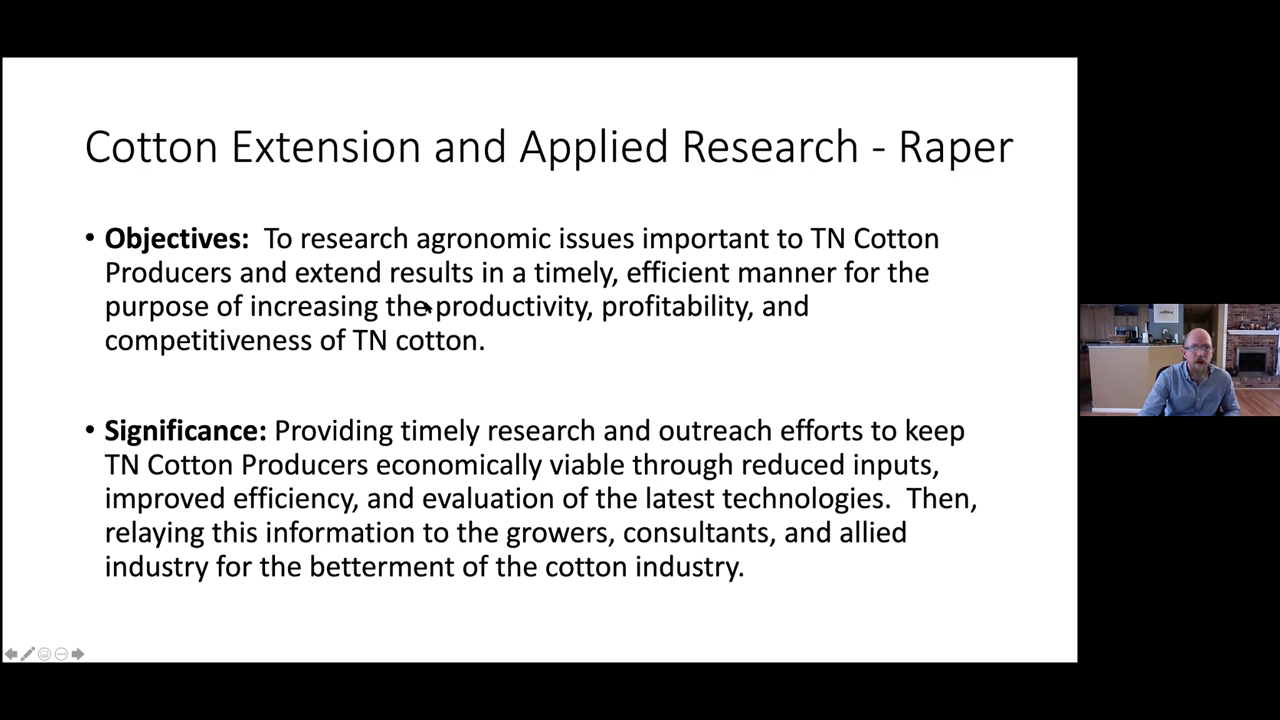 Cotton Extension and Applied Research - Raper
• Objectives: To research agronomic issues important to TN Cotton
Producers and extend results in a timely, efficient manner for the
purpose of increasing the productivity, profitability, and
competitiveness of TN cotton.
• Significance: Providing timely research and outreach efforts to keep
TN Cotton Producers economically viable through reduced inputs,
improved efficiency, and evaluation of the latest technologies. Then,
relaying this information to the growers, consultants, and allied
industry for the betterment of the cotton industry.